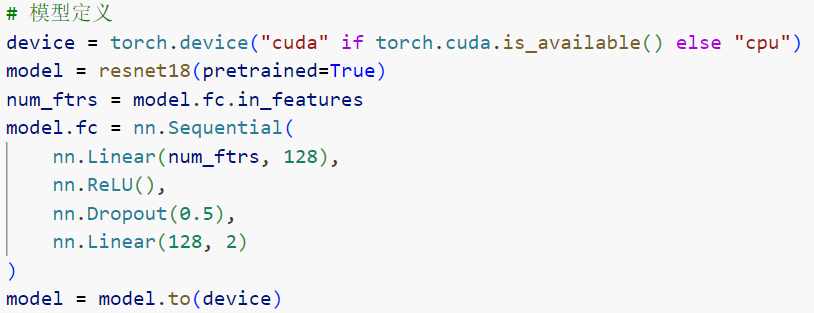 # 模型定义
device = torch.device("cuda" if torch.cuda.is_available() else "cpu")
model = resnet18(pretrained=True)
num_ftrs = model.fc.in_features
model.fc = nn.Sequential(
    nn.Linear(num_ftrs, 128),
    nn.ReLU(),
    nn.Dropout(0.5),
    nn.Linear(128, 2)
)
model = model.to(device)